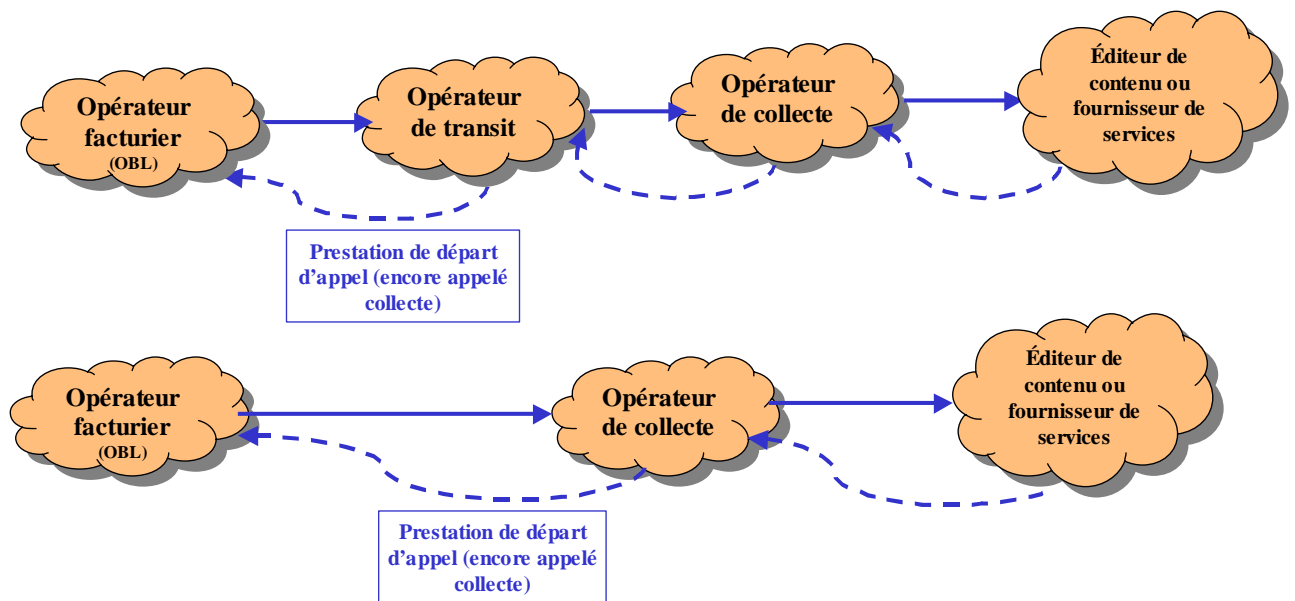 Opérateur
facturier
(OBL)
Opérateur
de transit
Opérateur
de collecte
Éditeur de
contenu ou
fournisseur de
services
Prestation de départ
d'appel (encore appelé
collecte)
Opérateur
facturier
(OBL)
Opérateur
de collecte
Éditeur de
contenu ou
fournisseur de
services
Prestation de départ
d'appel (encore appelé
collecte)